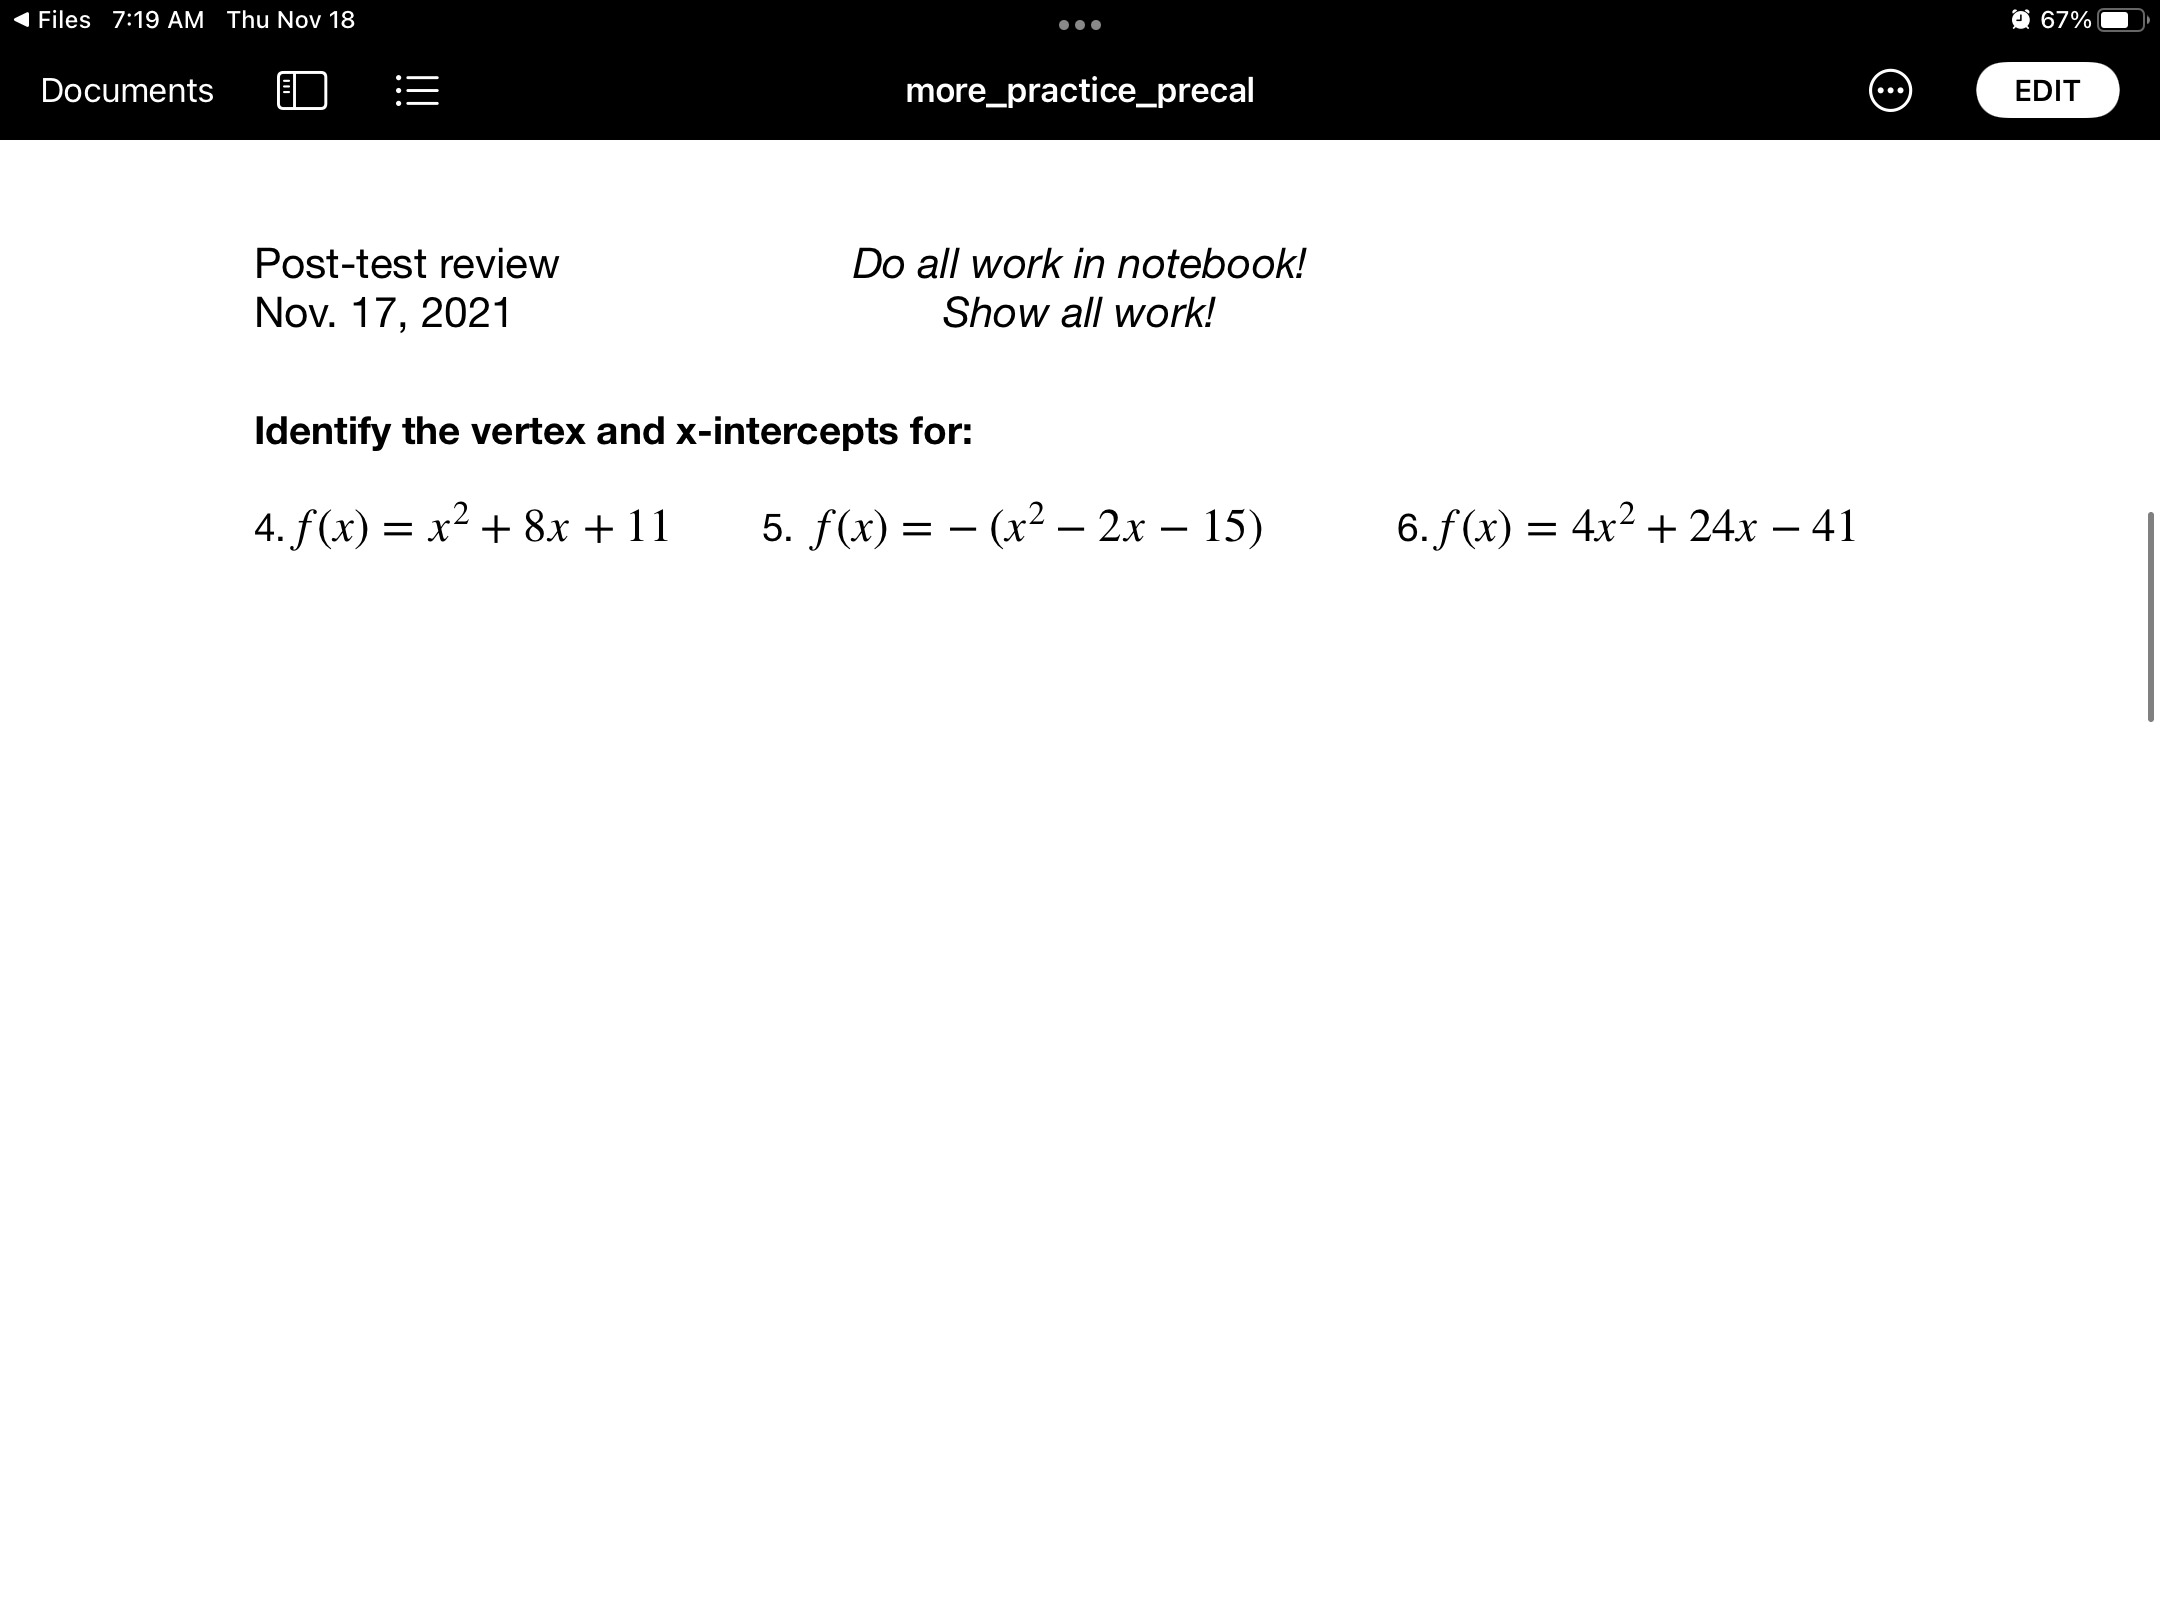 Files 7:19 AM Thu Nov 18 67%
Documents more_practice_precal EDIT
Post-test review Do all work in notebook!
Nov. 17, 2021 Show all work!
Identify the vertex and x-intercepts for:
4. f(x) = x² + 8x + 11 5. f(x) = − (x² − 2x − 15) 6. f(x) = 4x² + 24x − 41